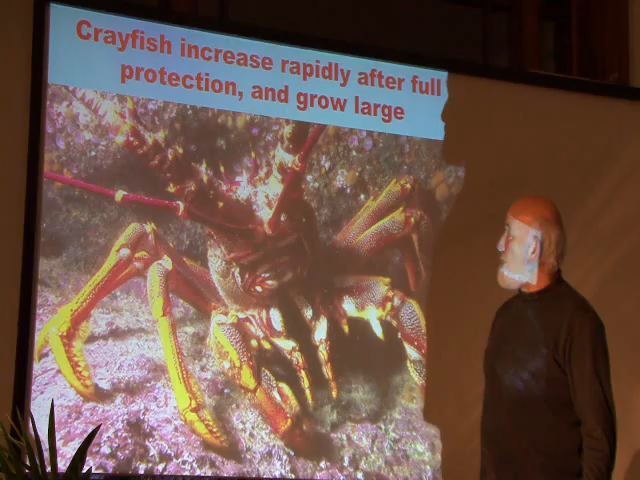 Crayfish increase rapidly after full
protection, and grow large